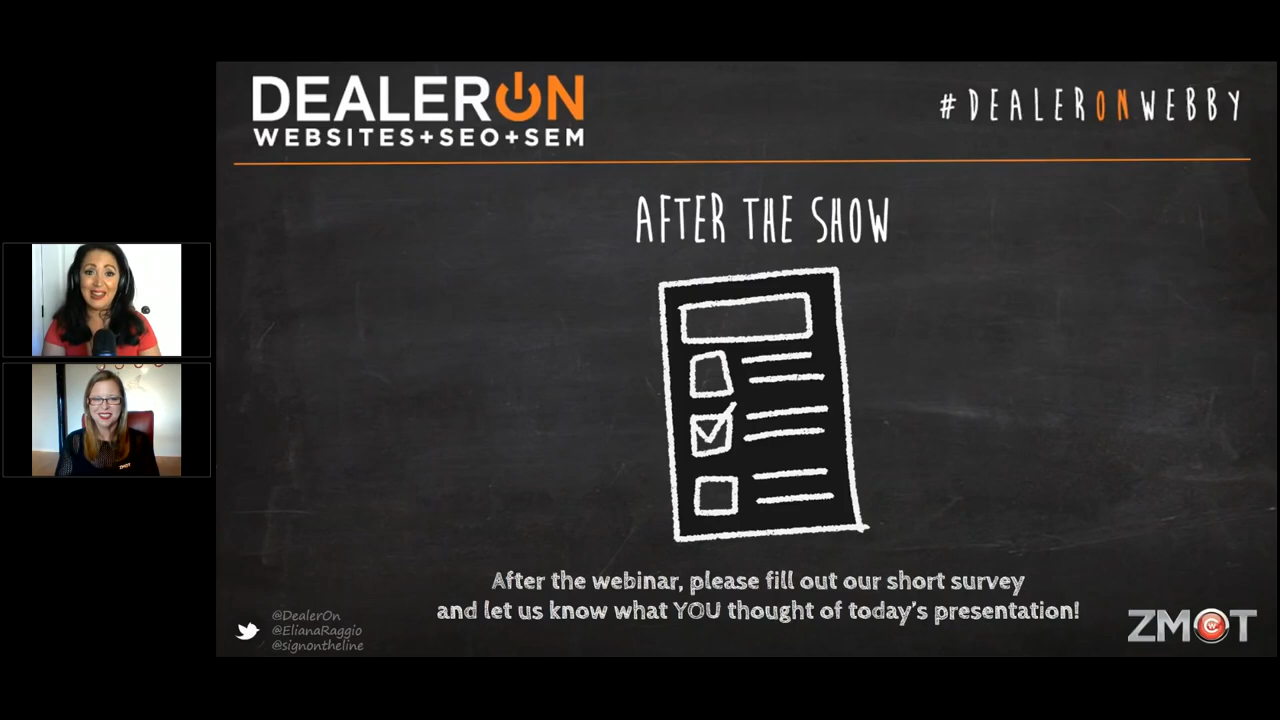 DEALERON
WEBSITES+SEO+SEM
#DEALERONWEBBY
AFTER THE SHOW
After the webinar, please fill out our short survey
and let us know what YOU thought of today's presentation!
@DealerOn
@ElianaRaggio
@signontheline
ZMOT
ZMOT